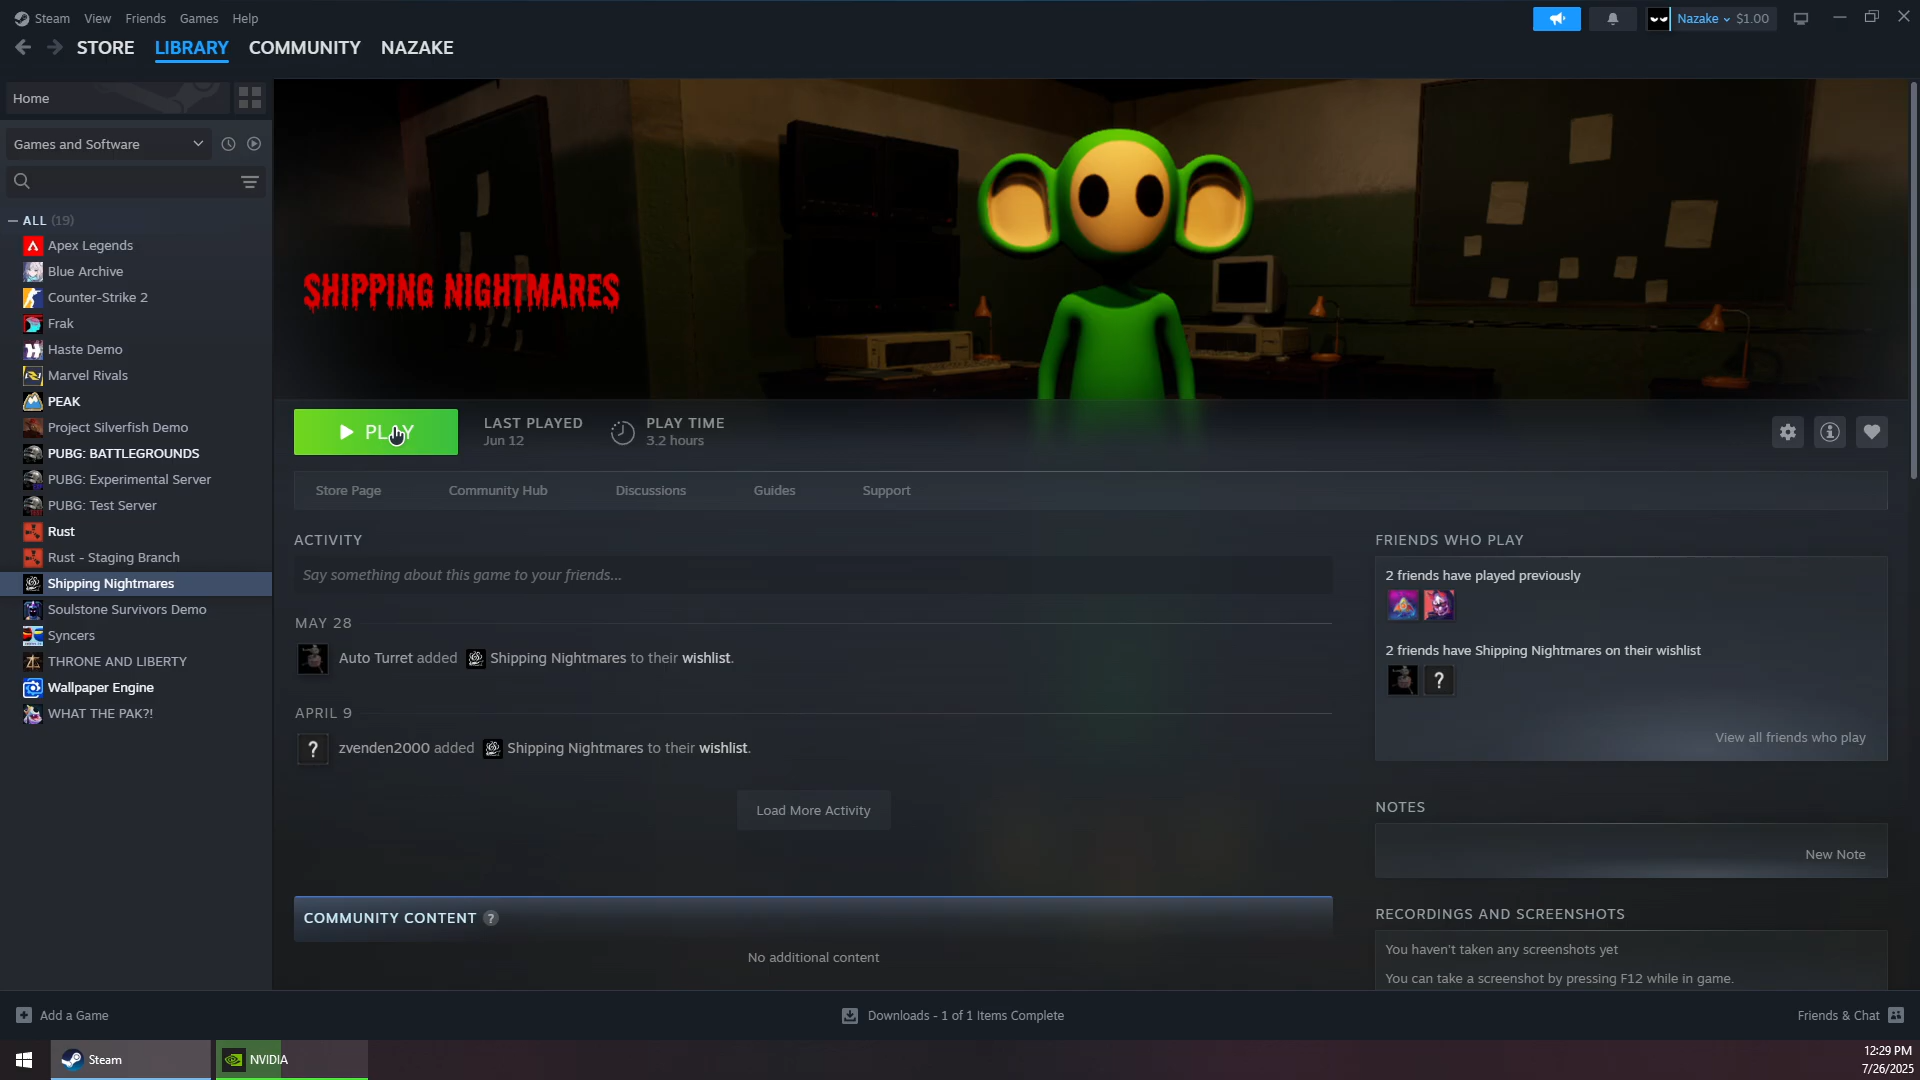 Steam View Friends Games Help
Nazake $1.00
STORE LIBRARY COMMUNITY NAZAKE
Home
Games and Software
ALL (19)
Apex Legends
Blue Archive
Counter-Strike 2
Frak
Haste Demo
Marvel Rivals
PEAK
Project Silverfish Demo
PUBG: BATTLEGROUNDS
PUBG: Experimental Server
PUBG: Test Server
Rust
Rust - Staging Branch
Shipping Nightmares
Soulstone Survivors Demo
Syncers
THRONE AND LIBERTY
Wallpaper Engine
WHAT THE PAK?!
SHIPPING NIGHTMARES
PLAY
LAST PLAYED
Jun 12
PLAY TIME
3.2 hours
Store Page Community Hub Discussions Guides Support
ACTIVITY
Say something about this game to your friends...
MAY 28
Auto Turret added Shipping Nightmares to their wishlist.
APRIL 9
? zvenden2000 added Shipping Nightmares to their wishlist.
Load More Activity
COMMUNITY CONTENT ?
No additional content
FRIENDS WHO PLAY
2 friends have played previously
2 friends have Shipping Nightmares on their wishlist
?
View all friends who play
NOTES
New Note
RECORDINGS AND SCREENSHOTS
You haven't taken any screenshots yet
You can take a screenshot by pressing F12 while in game.
Add a Game
Downloads - 1 of 1 Items Complete
Friends & Chat
Steam
NVIDIA
12:29 PM
7/26/2025